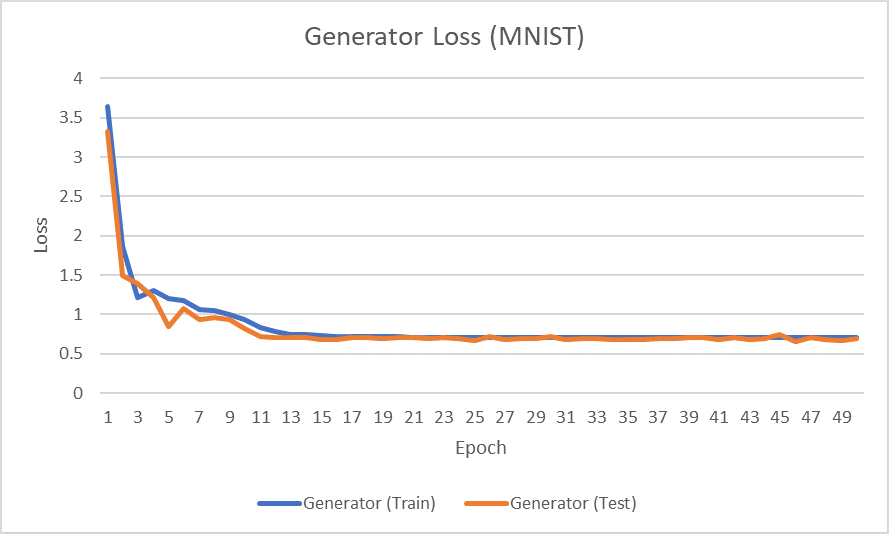 Generator Loss (MNIST)
4
3.5
3
2.5
2
1.5
1
0.5
0
Loss
1 3 5 7 9 11 13 15 17 19 21 23 25 27 29 31 33 35 37 39 41 43 45 47 49
Epoch
Generator (Train) Generator (Test)